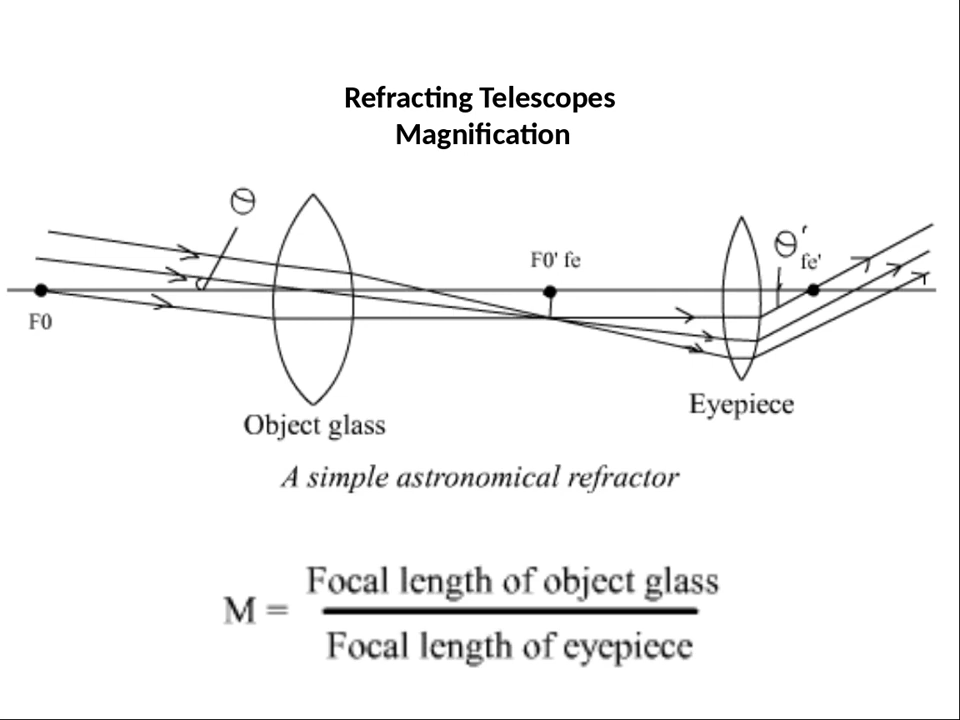 Refracting Telescopes
Magnification
Θ
F0' fe
Θ′
fe'
F0
Object glass
Eyepiece
A simple astronomical refractor
M = Focal length of object glass
Focal length of eyepiece